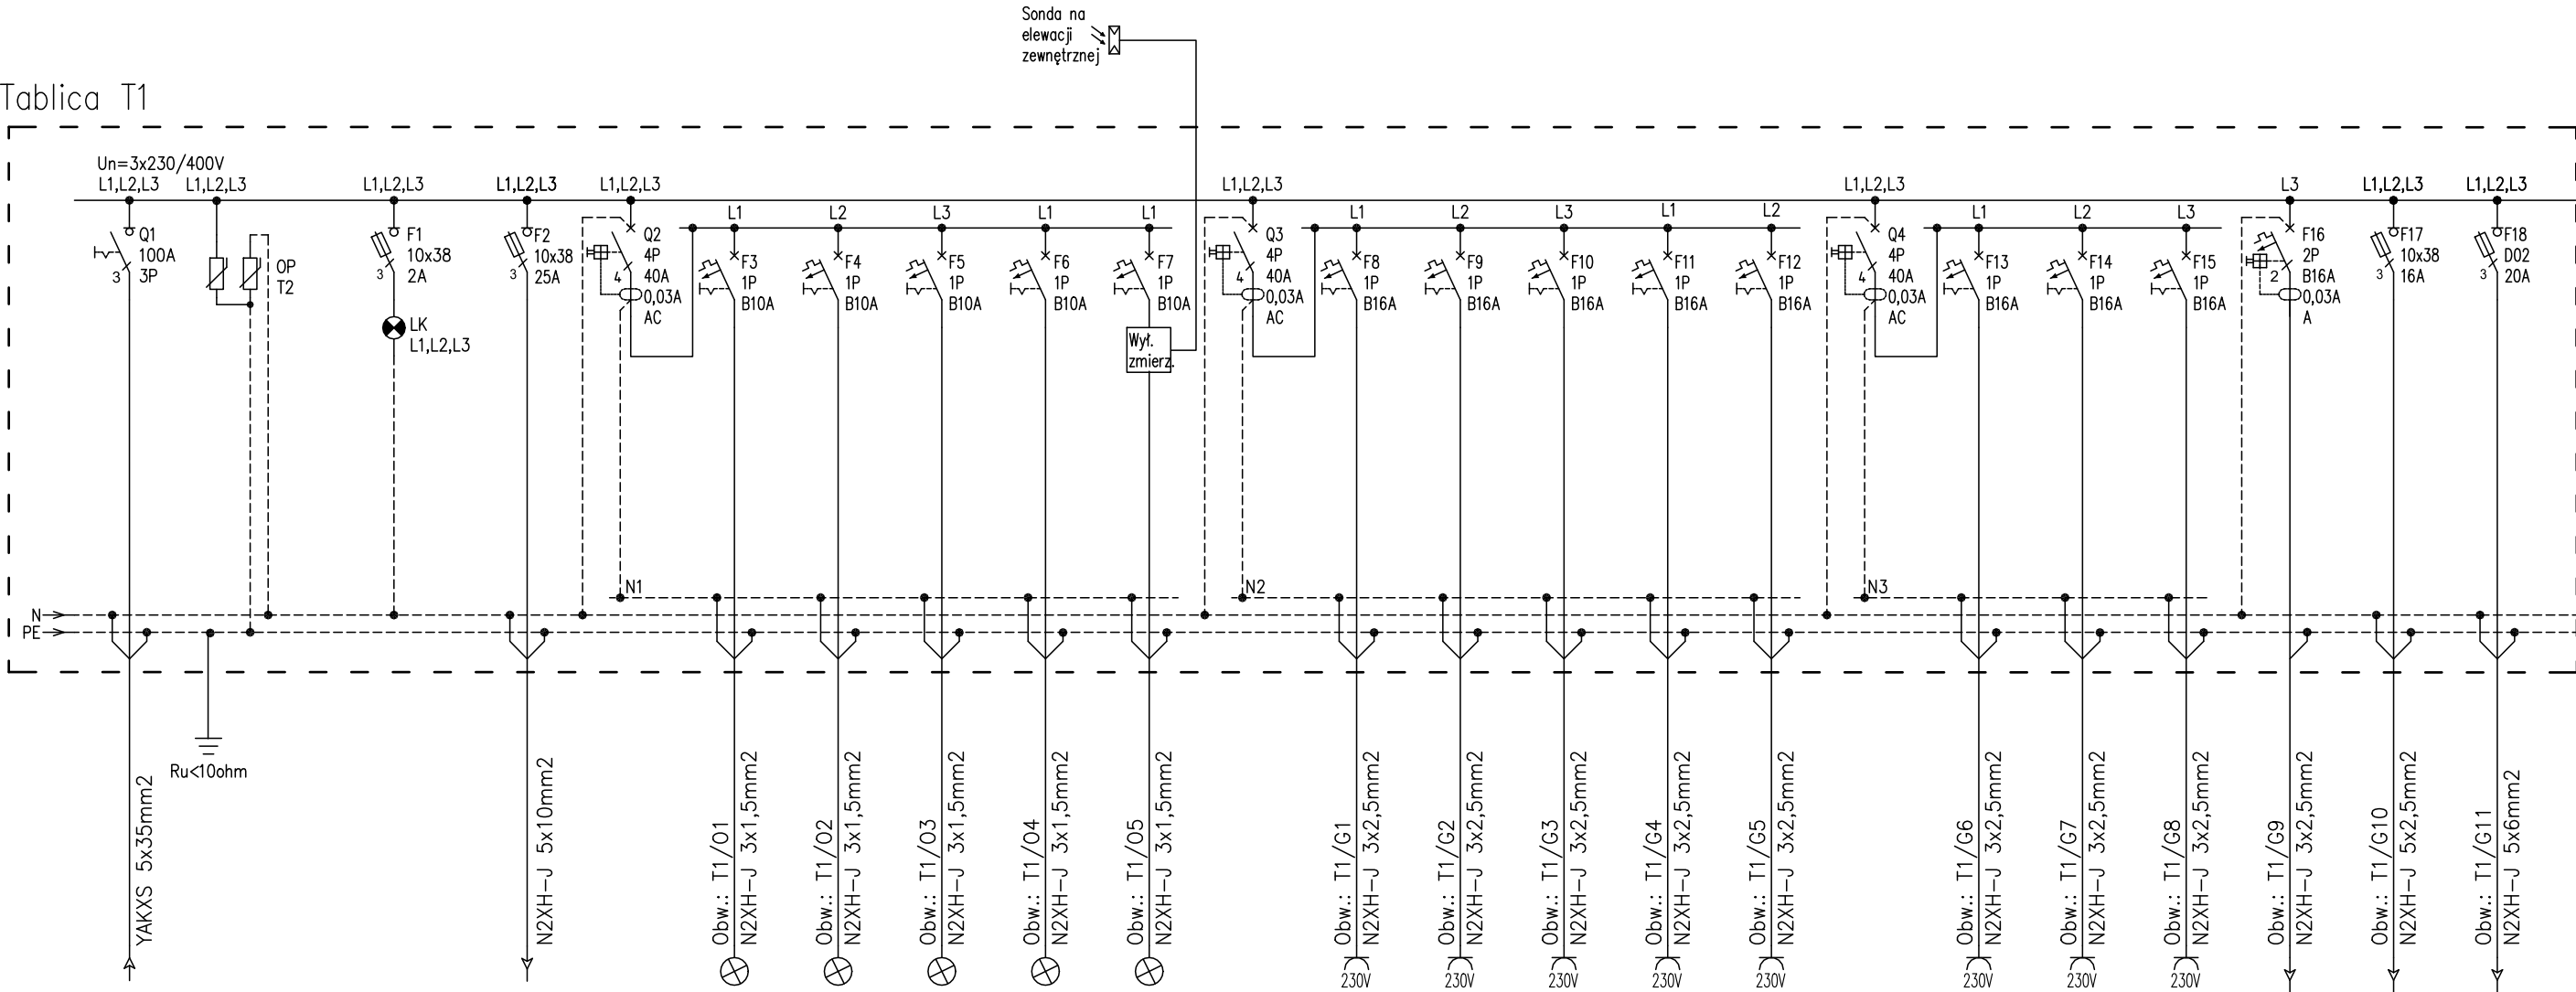 Sonda na
elewacji
zewnętrznej
Tablica T1
Un=3x230/400V
L1,L2,L3
L1,L2,L3
L1,L2,L3
L1,L2,L3
L1,L2,L3
L1,L2,L3
L1,L2,L3
L3
L1,L2,L3
L1,L2,L3
Q1
100A
3P
3
OP
T2
F1
10x38
2A
3
LK
L1,L2,L3
F2
10x38
25A
3
Q2
4P
40A
0,03A
AC
4
L1
F3
1P
B10A
L2
F4
1P
B10A
L3
F5
1P
B10A
L1
F6
1P
B10A
L1
F7
1P
B10A
Wył.
zmierz.
Q3
4P
40A
0,03A
AC
4
L1
F8
1P
B16A
L2
F9
1P
B16A
L3
F10
1P
B16A
L1
F11
1P
B16A
L2
F12
1P
B16A
Q4
4P
40A
0,03A
AC
4
L1
F13
1P
B16A
L2
F14
1P
B16A
L3
F15
1P
B16A
F16
2P
B16A
0,03A
A
2
F17
10x38
16A
3
F18
D02
20A
3
N1
N2
N3
N
PE
Ru<10ohm
YAKXS 5x35mm2
N2XH-J 5x10mm2
Obw.: T1/O1
N2XH-J 3x1,5mm2
Obw.: T1/O2
N2XH-J 3x1,5mm2
Obw.: T1/O3
N2XH-J 3x1,5mm2
Obw.: T1/O4
N2XH-J 3x1,5mm2
Obw.: T1/O5
N2XH-J 3x1,5mm2
Obw.: T1/G1
N2XH-J 3x2,5mm2
230V
Obw.: T1/G2
N2XH-J 3x2,5mm2
230V
Obw.: T1/G3
N2XH-J 3x2,5mm2
230V
Obw.: T1/G4
N2XH-J 3x2,5mm2
230V
Obw.: T1/G5
N2XH-J 3x2,5mm2
230V
Obw.: T1/G6
N2XH-J 3x2,5mm2
230V
Obw.: T1/G7
N2XH-J 3x2,5mm2
230V
Obw.: T1/G8
N2XH-J 3x2,5mm2
230V
Obw.: T1/G9
N2XH-J 3x2,5mm2
Obw.: T1/G10
N2XH-J 5x2,5mm2
Obw.: T1/G11
N2XH-J 5x6mm2